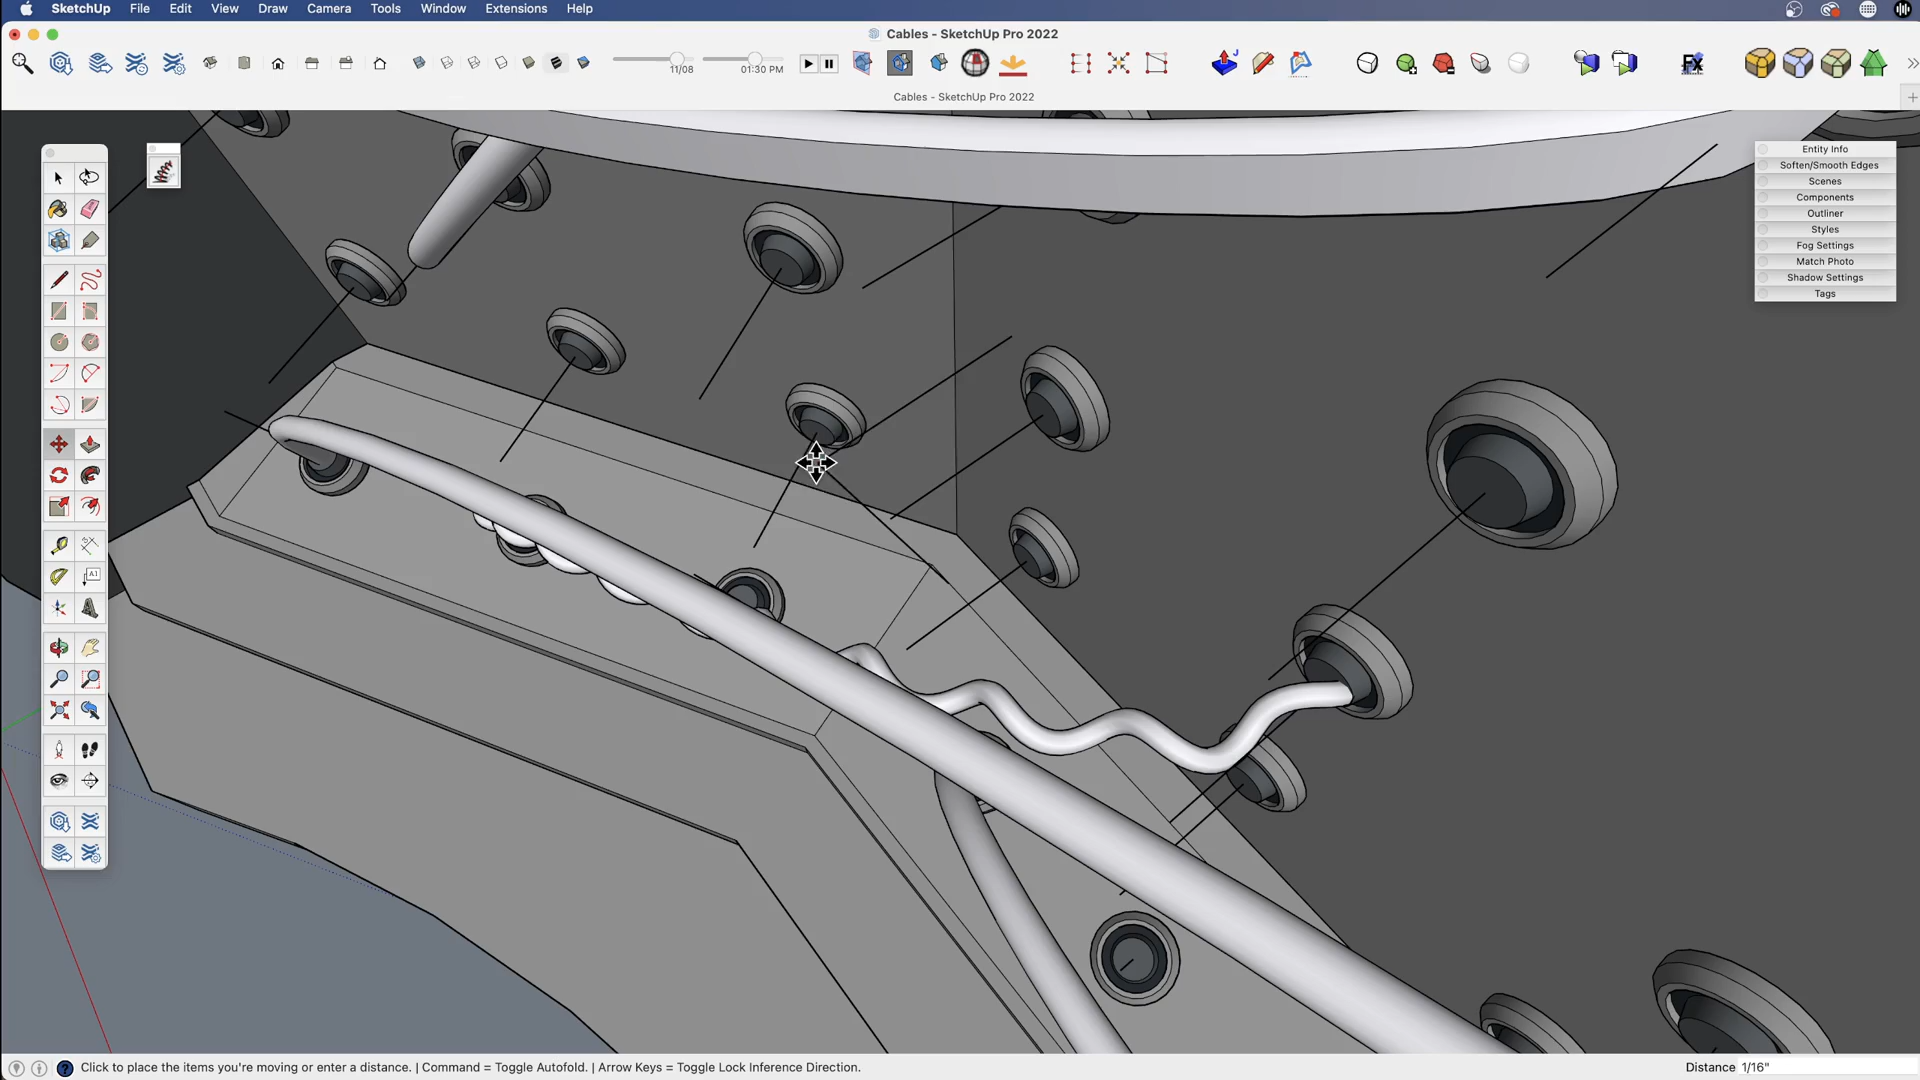 SketchUp File Edit View Draw Camera Tools Window Extensions Help
Cables - SketchUp Pro 2022
11/08 01:30 PM J FX
Cables - SketchUp Pro 2022
Entity Info
Soften/Smooth Edges
Scenes
Components
Outliner
Styles
Fog Settings
Match Photo
Shadow Settings
Tags
A1
Click to place the items you're moving or enter a distance. | Command = Toggle Autofold. | Arrow Keys = Toggle Lock Inference Direction. Distance 1/16"